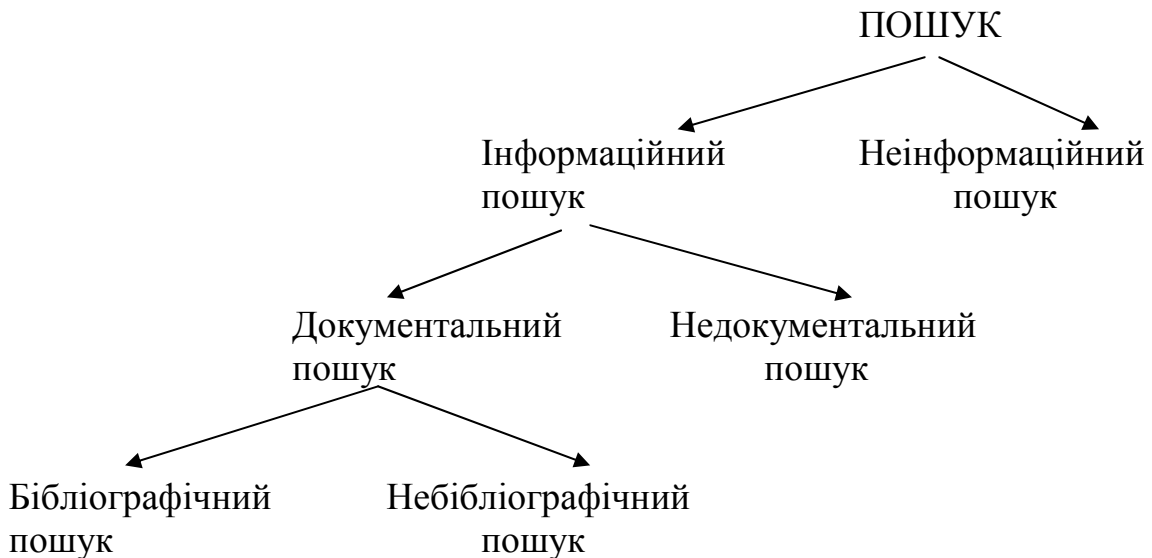 ПОШУК
Інформаційний
пошук
Неінформаційний
пошук
Документальний
пошук
Недокументальний
пошук
Бібліографічний
пошук
Небібліографічний
пошук